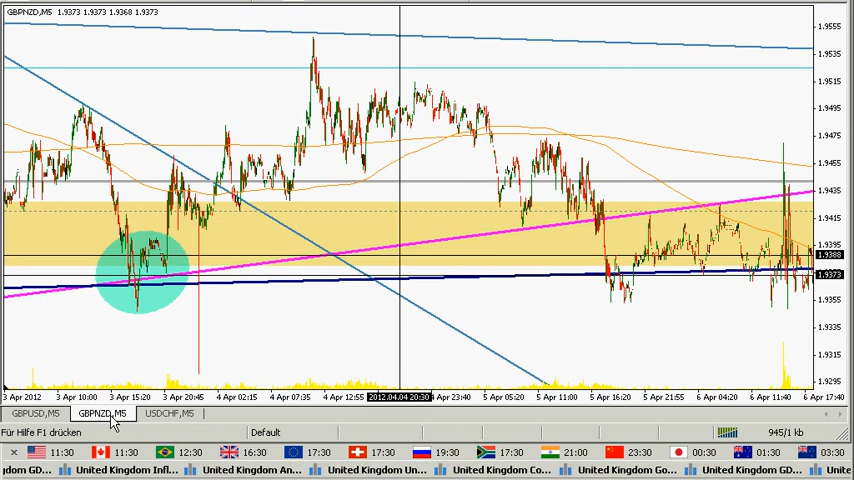 GBPNZD,M5 1.9373 1.9373 1.9368 1.9373
1.9555
1.9535
1.9515
1.9495
1.9475
1.9455
1.9435
1.9415
1.9395
1.9388
1.9373
1.9355
1.9335
1.9315
1.9295
3 Apr 2012 3 Apr 10:00 3 Apr 15:20 3 Apr 20:45 4 Apr 02:15 4 Apr 07:35 4 Apr 12:55 2012.04.04 20:30 Apr 23:40 5 Apr 05:20 5 Apr 11:00 5 Apr 16:20 5 Apr 21:55 6 Apr 04:20 6 Apr 11:40 6 Apr 17:40
GBPUSD,M5 GBPNZD,M5 USDCHF,M5
Für Hilfe F1 drücken Default 945/1 kb
11:30 11:30 12:30 16:30 17:30 17:30 19:30 17:30 21:00 23:30 00:30 01:30 03:30
gdom GD... United Kingdom Infl... United Kingdom An... United Kingdom Un... United Kingdom Co... United Kingdom Go... United Kingdom GD... Unite